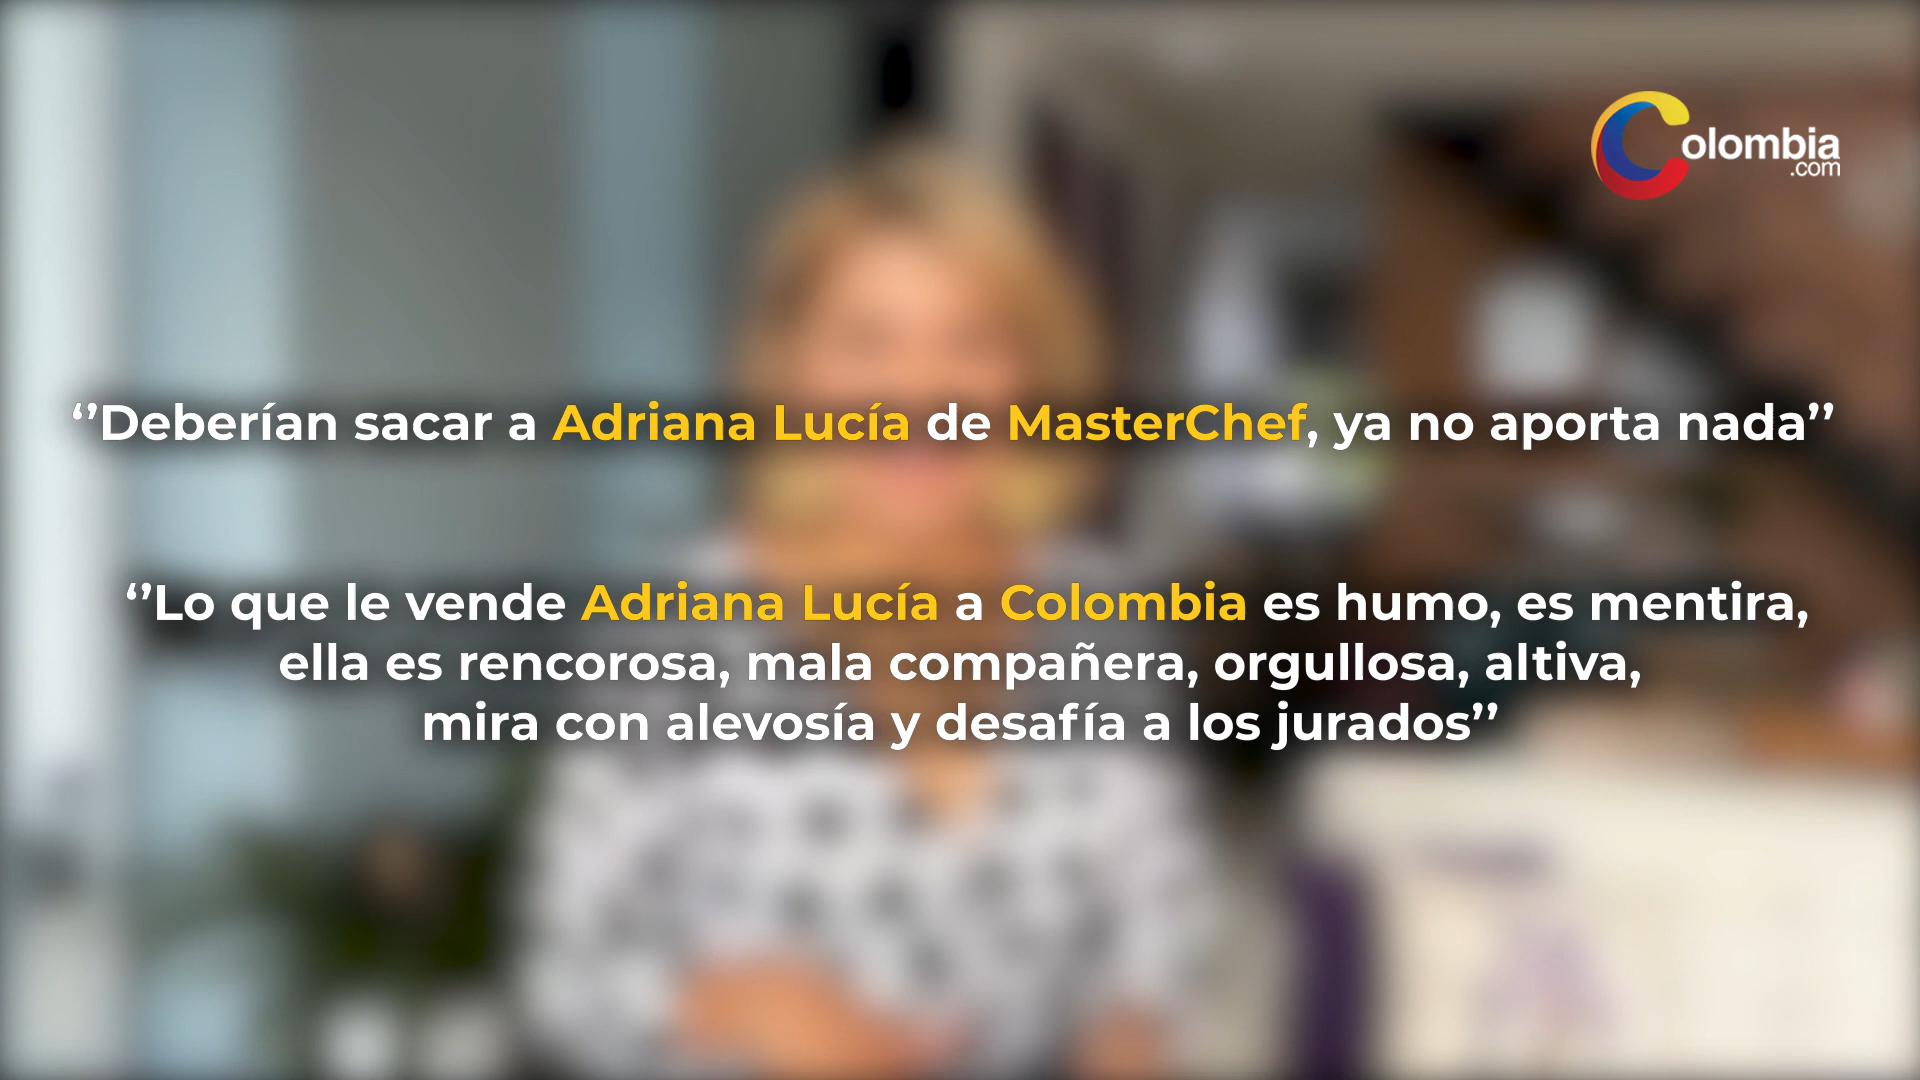 Colombia
.com
‘’Deberían sacar a Adriana Lucía de MasterChef, ya no aporta nada’’
‘’Lo que le vende Adriana Lucía a Colombia es humo, es mentira,
ella es rencorosa, mala compañera, orgullosa, altiva,
mira con alevosía y desafía a los jurados’’